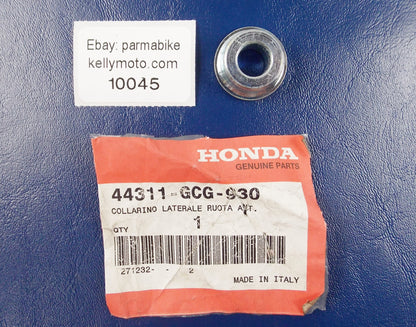 Ebay: parmabike
kellymoto.com
10045
HONDA
GENUINE PARTS
44311-GCG-930
COLLARINO LATERALE RUOTA ANT.
QTY
1
271232- - 2
MADE IN ITALY